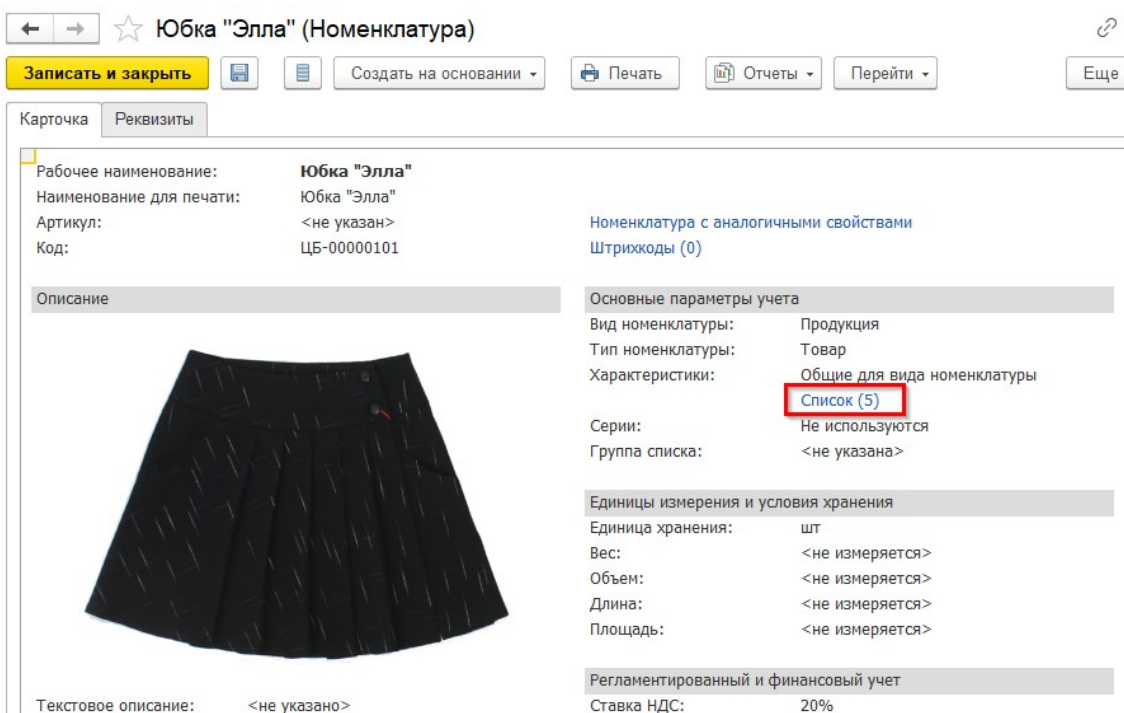 Юбка "Элла" (Номенклатура)
Записать и закрыть Создать на основании Печать Отчеты Перейти Еще
Карточка Реквизиты
Рабочее наименование: Юбка "Элла"
Наименование для печати: Юбка "Элла"
Артикул: <не указан> Номенклатура с аналогичными свойствами
Код: ЦБ-00000101 Штрихкоды (0)
Описание Основные параметры учета
Вид номенклатуры: Продукция
Тип номенклатуры: Товар
Характеристики: Общие для вида номенклатуры
Список (5)
Серии: Не используются
Группа списка: <не указана>
Единицы измерения и условия хранения
Единица хранения: шт
Вес: <не измеряется>
Объем: <не измеряется>
Длина: <не измеряется>
Площадь: <не измеряется>
Регламентированный и финансовый учет
Текстовое описание: <не указано> Ставка НДС: 20%